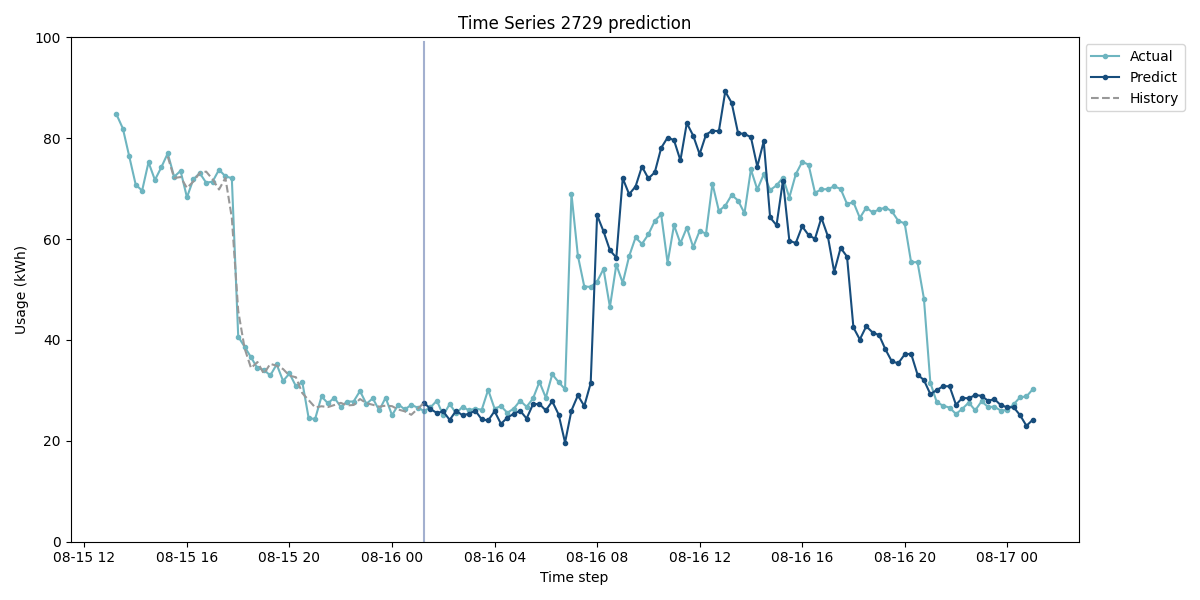 Time Series 2729 prediction
Usage (kWh)
100
80
60
40
20
0
08-15 12
08-15 16
08-15 20
08-16 00
08-16 04
08-16 08
08-16 12
08-16 16
08-16 20
08-17 00
Time step
Actual
Predict
History